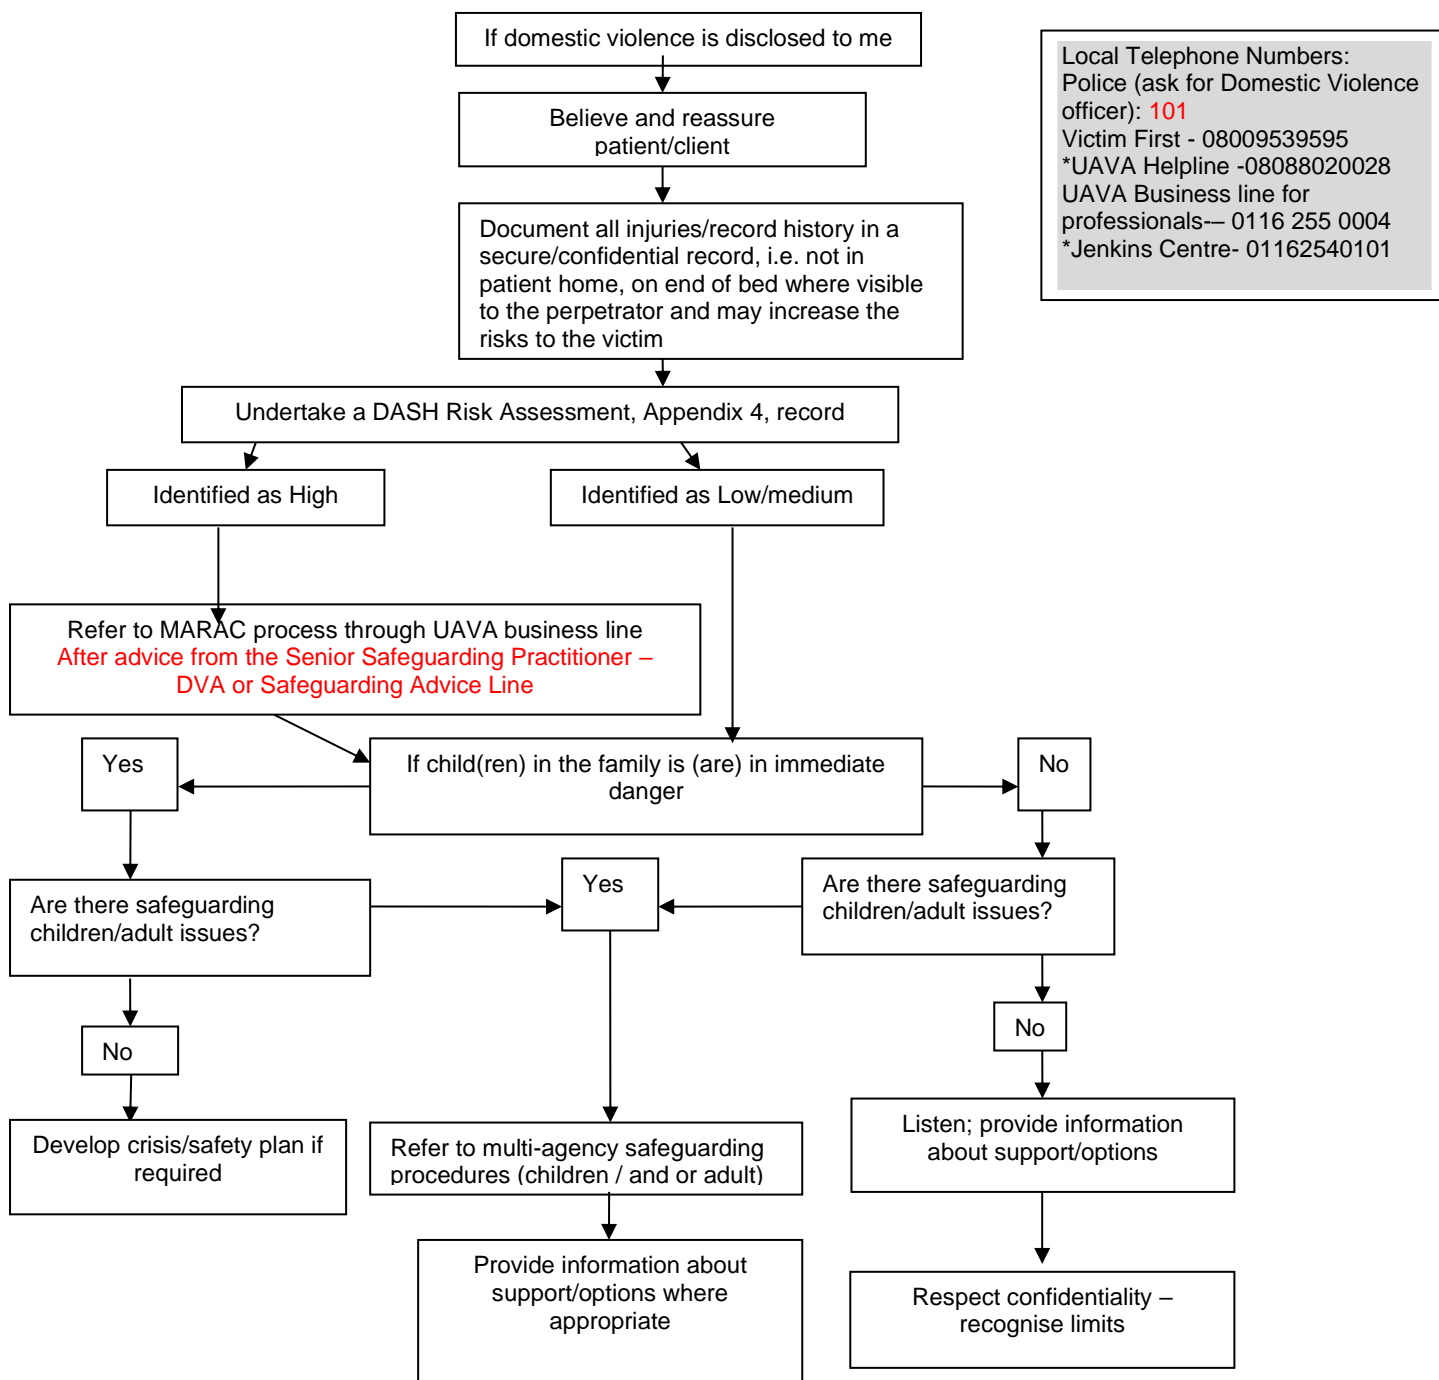 If domestic violence is disclosed to me
Local Telephone Numbers:
Police (ask for Domestic Violence
officer): 101
Victim First - 08009539595
*UAVA Helpline -08088020028
UAVA Business line for
professionals-– 0116 255 0004
*Jenkins Centre- 01162540101
Believe and reassure
patient/client
Document all injuries/record history in a
secure/confidential record, i.e. not in
patient home, on end of bed where visible
to the perpetrator and may increase the
risks to the victim
Undertake a DASH Risk Assessment, Appendix 4, record
Identified as High
Identified as Low/medium
Refer to MARAC process through UAVA business line
After advice from the Senior Safeguarding Practitioner –
DVA or Safeguarding Advice Line
Yes
If child(ren) in the family is (are) in immediate
danger
No
Are there safeguarding
children/adult issues?
Yes
Are there safeguarding
children/adult issues?
No
No
Develop crisis/safety plan if
required
Refer to multi-agency safeguarding
procedures (children / and or adult)
Listen; provide information
about support/options
Provide information about
support/options where
appropriate
Respect confidentiality –
recognise limits